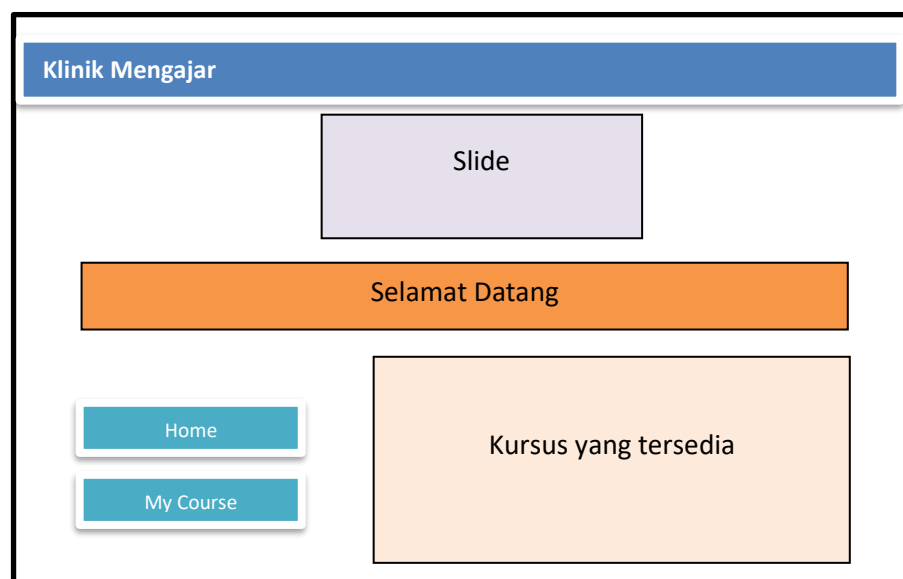 Klinik Mengajar
Slide
Selamat Datang
Home
My Course
Kursus yang tersedia